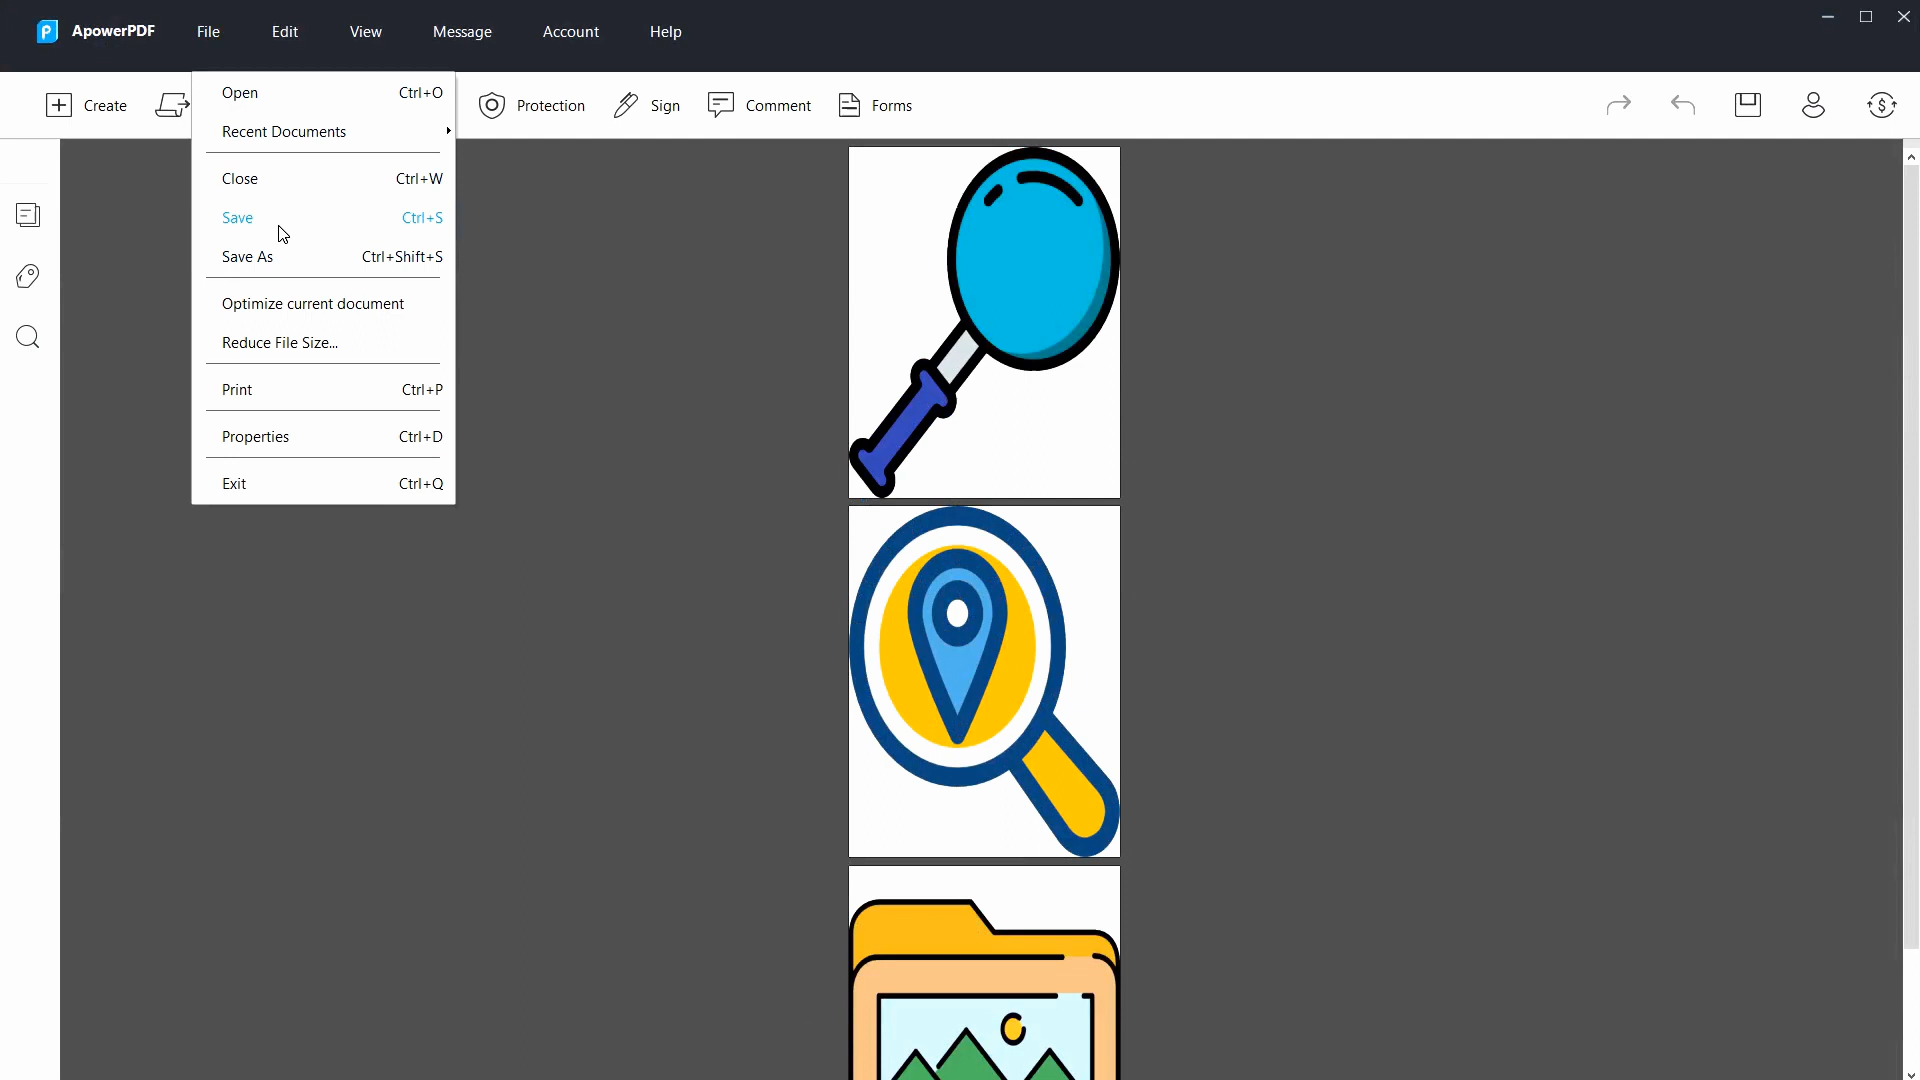 ApowerPDF File Edit View Message Account Help
Create Protection Sign Comment Forms
Open Ctrl+O
Recent Documents
Close Ctrl+W
Save Ctrl+S
Save As Ctrl+Shift+S
Optimize current document
Reduce File Size...
Print Ctrl+P
Properties Ctrl+D
Exit Ctrl+Q